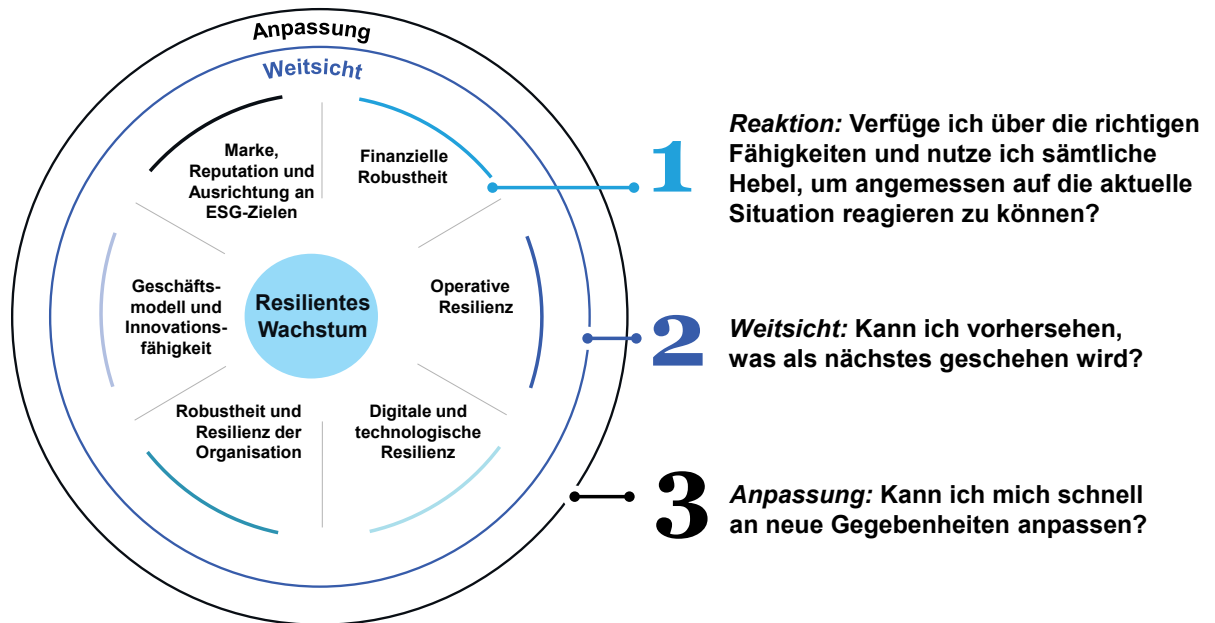 Anpassung
Weitsicht
Marke,
Reputation und
Ausrichtung an
ESG-Zielen
Finanzielle
Robustheit
Geschäfts-
modell und
Innovations-
fähigkeit
Resilientes
Wachstum
Operative
Resilienz
Robustheit und
Resilienz der
Organisation
Digitale und
technologische
Resilienz
1
Reaktion: Verfüge ich über die richtigen
Fähigkeiten und nutze ich sämtliche
Hebel, um angemessen auf die aktuelle
Situation reagieren zu können?
2
Weitsicht: Kann ich vorhersehen,
was als nächstes geschehen wird?
3
Anpassung: Kann ich mich schnell
an neue Gegebenheiten anpassen?